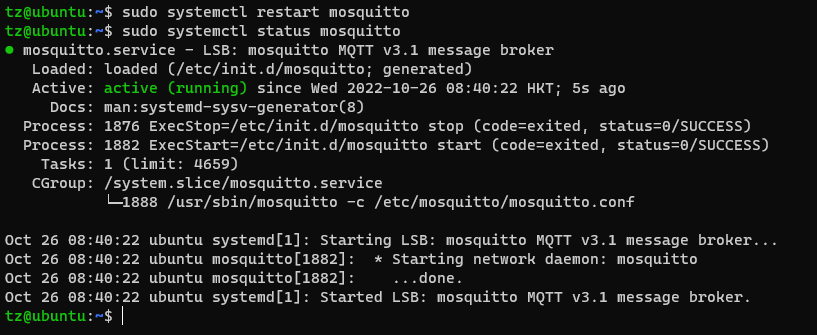 tz@ubuntu:~$ sudo systemctl restart mosquitto
tz@ubuntu:~$ sudo systemctl status mosquitto
● mosquitto.service - LSB: mosquitto MQTT v3.1 message broker
   Loaded: loaded (/etc/init.d/mosquitto; generated)
   Active: active (running) since Wed 2022-10-26 08:40:22 HKT; 5s ago
     Docs: man:systemd-sysv-generator(8)
  Process: 1876 ExecStop=/etc/init.d/mosquitto stop (code=exited, status=0/SUCCESS)
  Process: 1882 ExecStart=/etc/init.d/mosquitto start (code=exited, status=0/SUCCESS)
    Tasks: 1 (limit: 4659)
   CGroup: /system.slice/mosquitto.service
           └─1888 /usr/sbin/mosquitto -c /etc/mosquitto/mosquitto.conf

Oct 26 08:40:22 ubuntu systemd[1]: Starting LSB: mosquitto MQTT v3.1 message broker...
Oct 26 08:40:22 ubuntu mosquitto[1882]:  * Starting network daemon: mosquitto
Oct 26 08:40:22 ubuntu mosquitto[1882]:    ...done.
Oct 26 08:40:22 ubuntu systemd[1]: Started LSB: mosquitto MQTT v3.1 message broker.
tz@ubuntu:~$